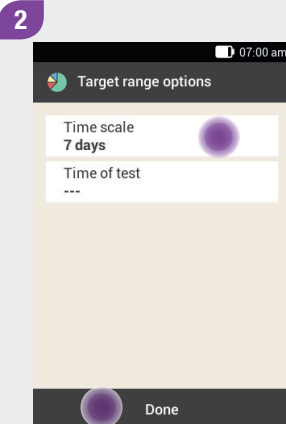 2
07:00 am
Target range options
Time scale
7 days
Time of test
---
Done